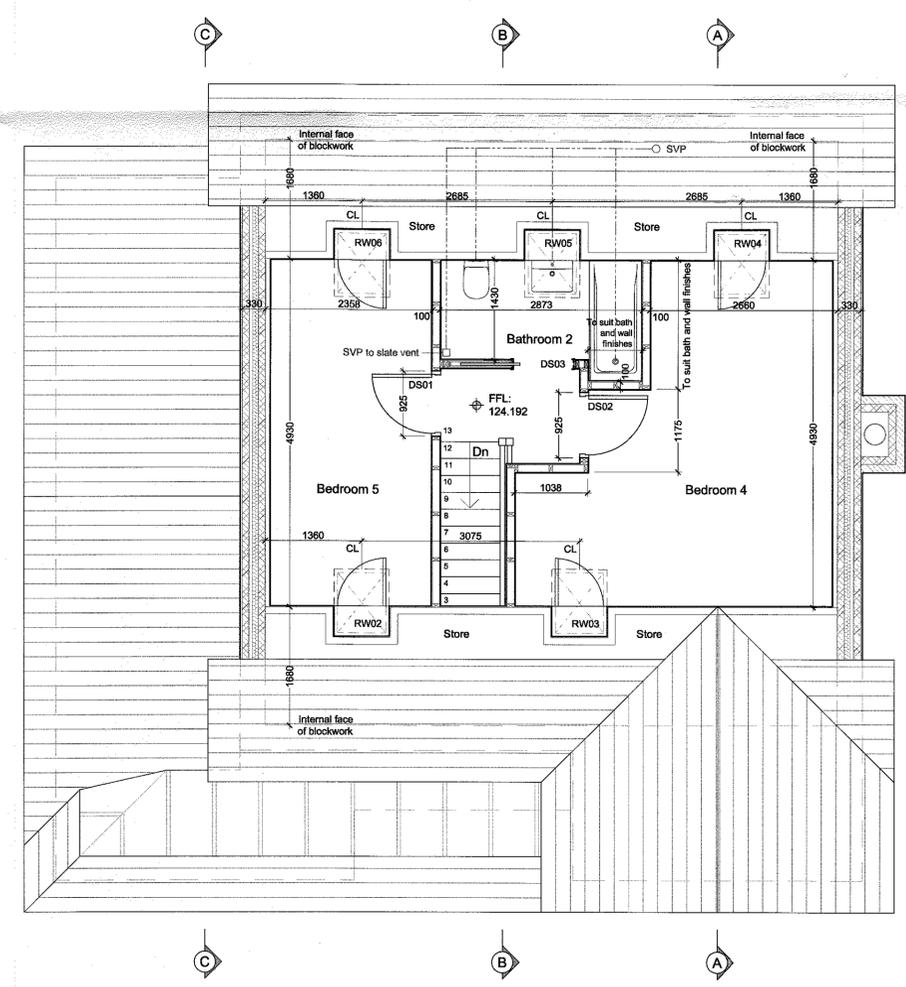 C
B
A
Internal face
of blockwork
Internal face
of blockwork
SVP
1680
1680
1360
2685
2685
1360
CL
Store
CL
Store
CL
RW06
RW05
RW04
330
2358
100
1430
2873
100
2660
330
To suit bath
and wall
finishes
To suit bath and wall finishes
Bathroom 2
SVP to slate vent
DS03
100
DS01
925
FFL:
124.192
DS02
925
1175
4930
4930
13
12
Dn
11
10
9
8
7
6
5
4
3
1038
Bedroom 5
Bedroom 4
1360
3075
CL
CL
RW02
RW03
Store
Store
1680
Internal face
of blockwork
C
B
A